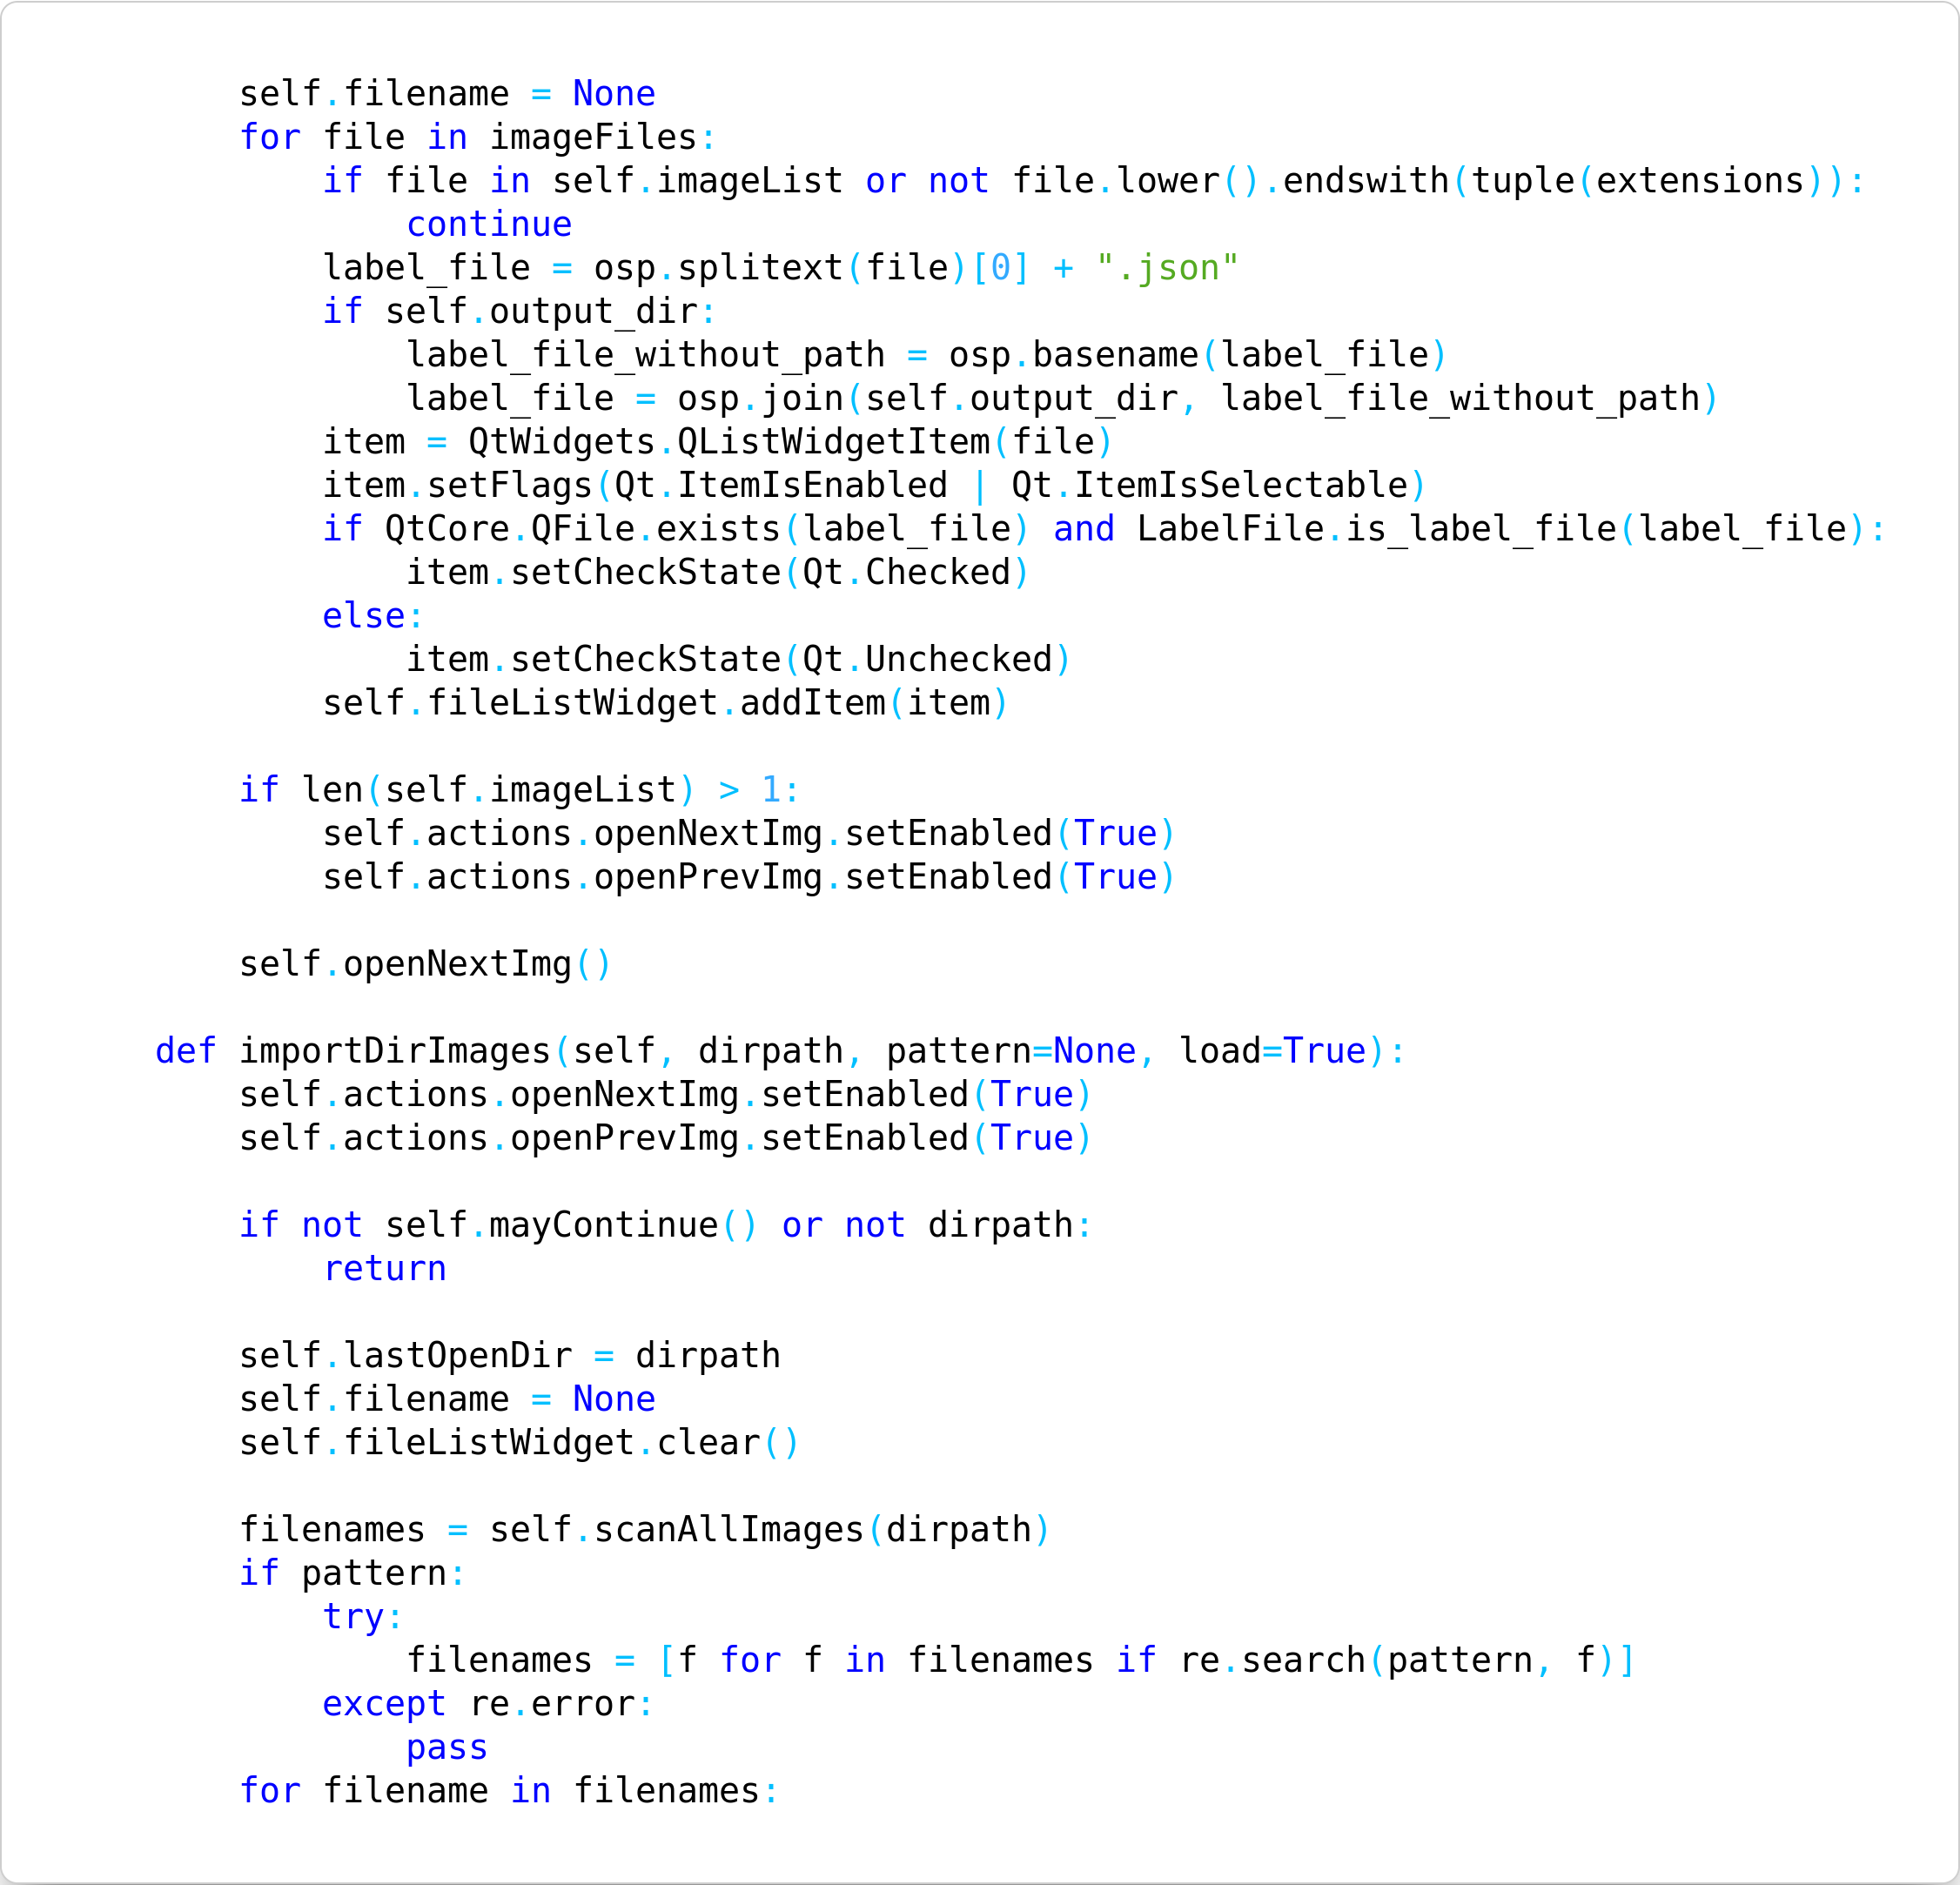 self.filename = None
        for file in imageFiles:
            if file in self.imageList or not file.lower().endswith(tuple(extensions)):
                continue
            label_file = osp.splitext(file)[0] + ".json"
            if self.output_dir:
                label_file_without_path = osp.basename(label_file)
                label_file = osp.join(self.output_dir, label_file_without_path)
            item = QtWidgets.QListWidgetItem(file)
            item.setFlags(Qt.ItemIsEnabled | Qt.ItemIsSelectable)
            if QtCore.QFile.exists(label_file) and LabelFile.is_label_file(label_file):
                item.setCheckState(Qt.Checked)
            else:
                item.setCheckState(Qt.Unchecked)
            self.fileListWidget.addItem(item)

        if len(self.imageList) > 1:
            self.actions.openNextImg.setEnabled(True)
            self.actions.openPrevImg.setEnabled(True)

        self.openNextImg()

    def importDirImages(self, dirpath, pattern=None, load=True):
        self.actions.openNextImg.setEnabled(True)
        self.actions.openPrevImg.setEnabled(True)

        if not self.mayContinue() or not dirpath:
            return

        self.lastOpenDir = dirpath
        self.filename = None
        self.fileListWidget.clear()

        filenames = self.scanAllImages(dirpath)
        if pattern:
            try:
                filenames = [f for f in filenames if re.search(pattern, f)]
            except re.error:
                pass
        for filename in filenames: